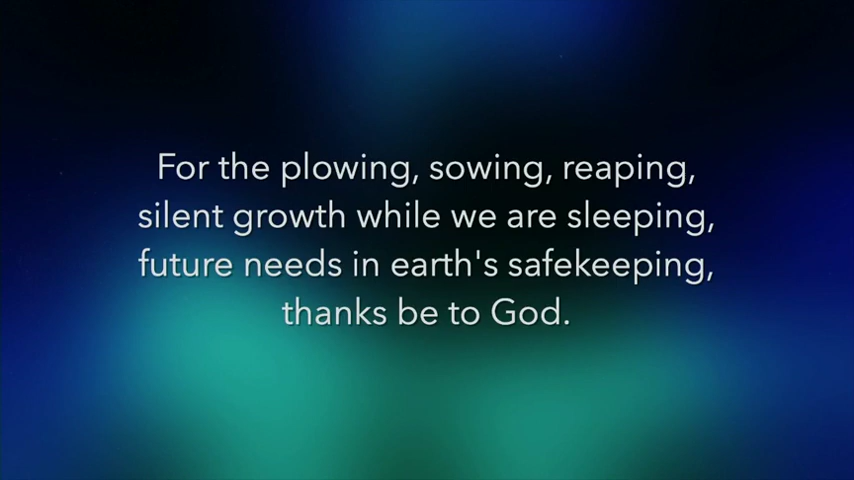 For the plowing, sowing, reaping,
silent growth while we are sleeping,
future needs in earth's safekeeping,
thanks be to God.